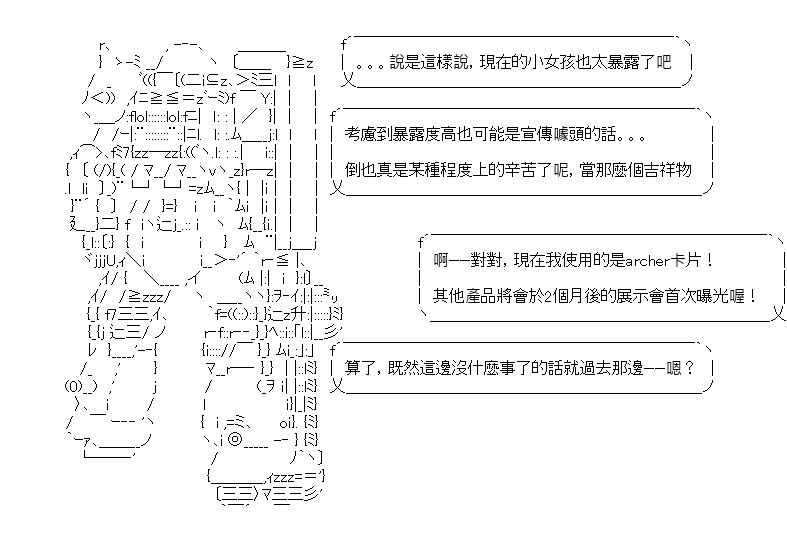 。。。說是這樣說，現在的小女孩也太暴露了吧
考慮到暴露度高也可能是宣傳噱頭的話。。。
倒也真是某種程度上的辛苦了呢，當那麼個吉祥物
啊——對對，現在我使用的是archer卡片！
其他產品將會於2個月後的展示會首次曝光喔！
算了，既然這邊沒什麼事了的話就過去那邊——嗯？